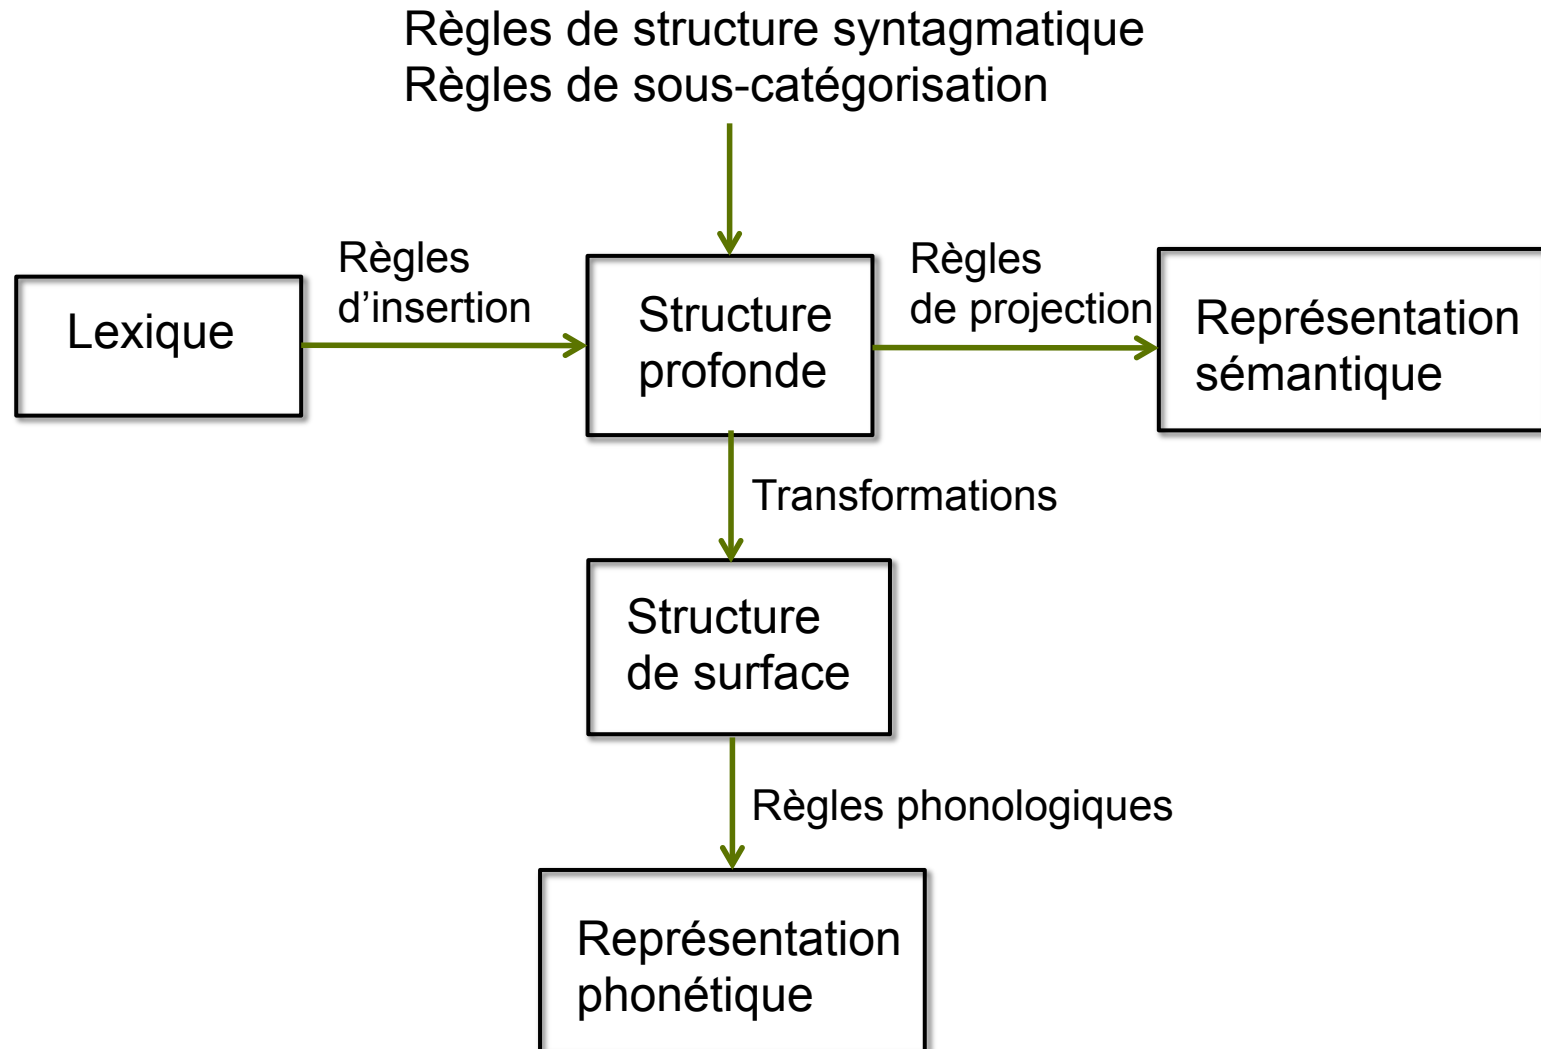 Règles de structure syntagmatique
Règles de sous-catégorisation
Règles
d’insertion
Règles
de projection
Lexique
Structure
profonde
Représentation
sémantique
Transformations
Structure
de surface
Règles phonologiques
Représentation
phonétique